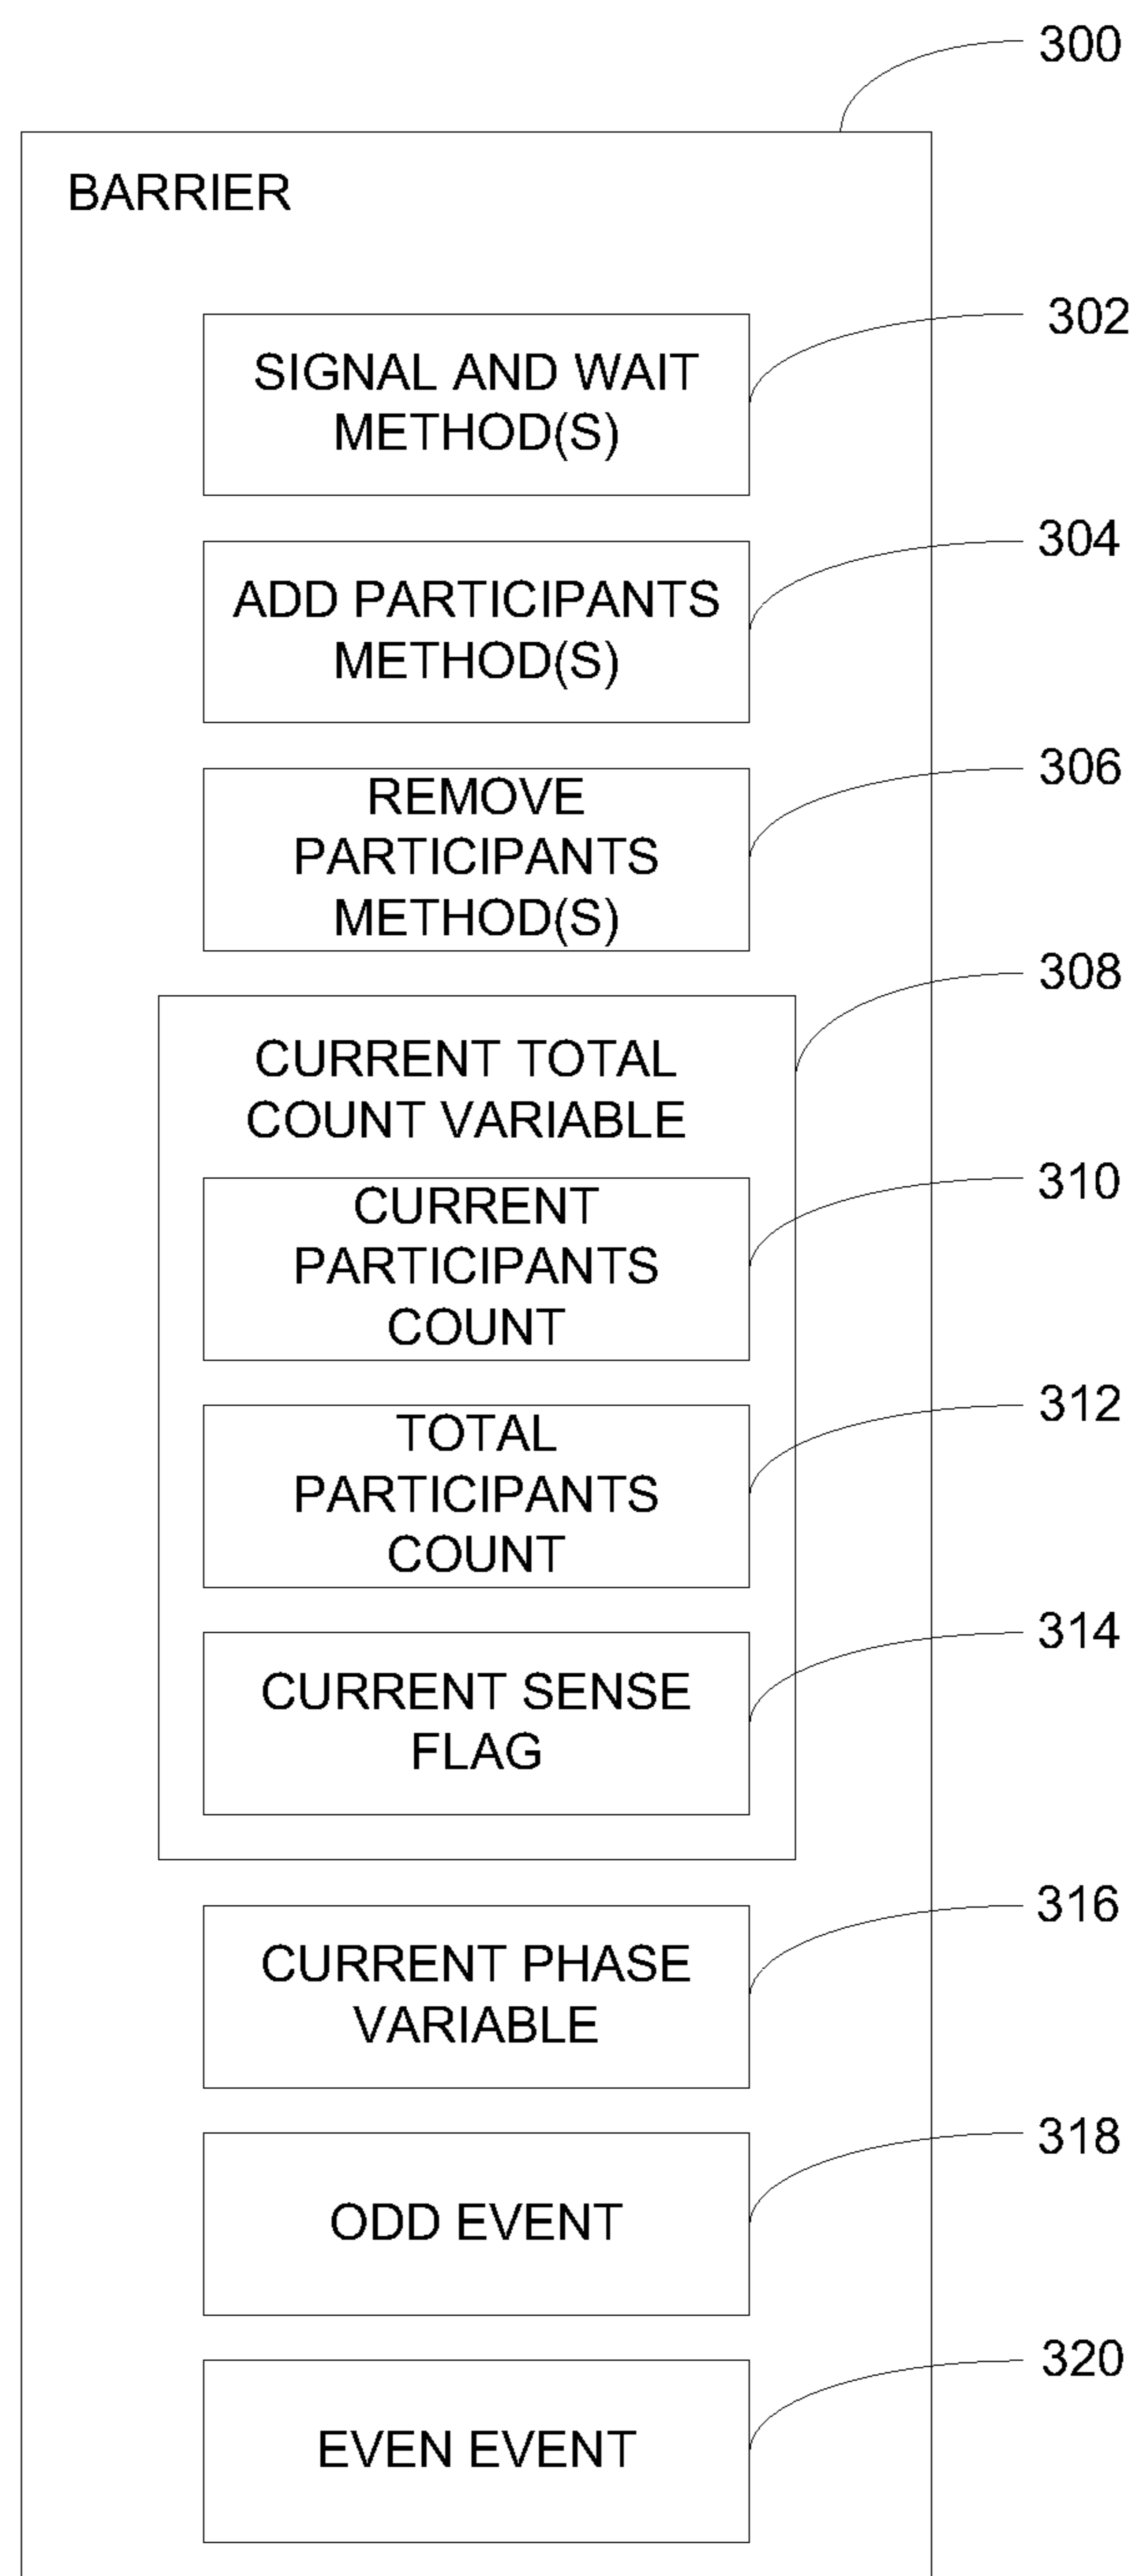 300
BARRIER
302
SIGNAL AND WAIT
METHOD(S)
304
ADD PARTICIPANTS
METHOD(S)
306
REMOVE
PARTICIPANTS
METHOD(S)
308
CURRENT TOTAL
COUNT VARIABLE
310
CURRENT
PARTICIPANTS
COUNT
312
TOTAL
PARTICIPANTS
COUNT
314
CURRENT SENSE
FLAG
316
CURRENT PHASE
VARIABLE
318
ODD EVENT
320
EVEN EVENT